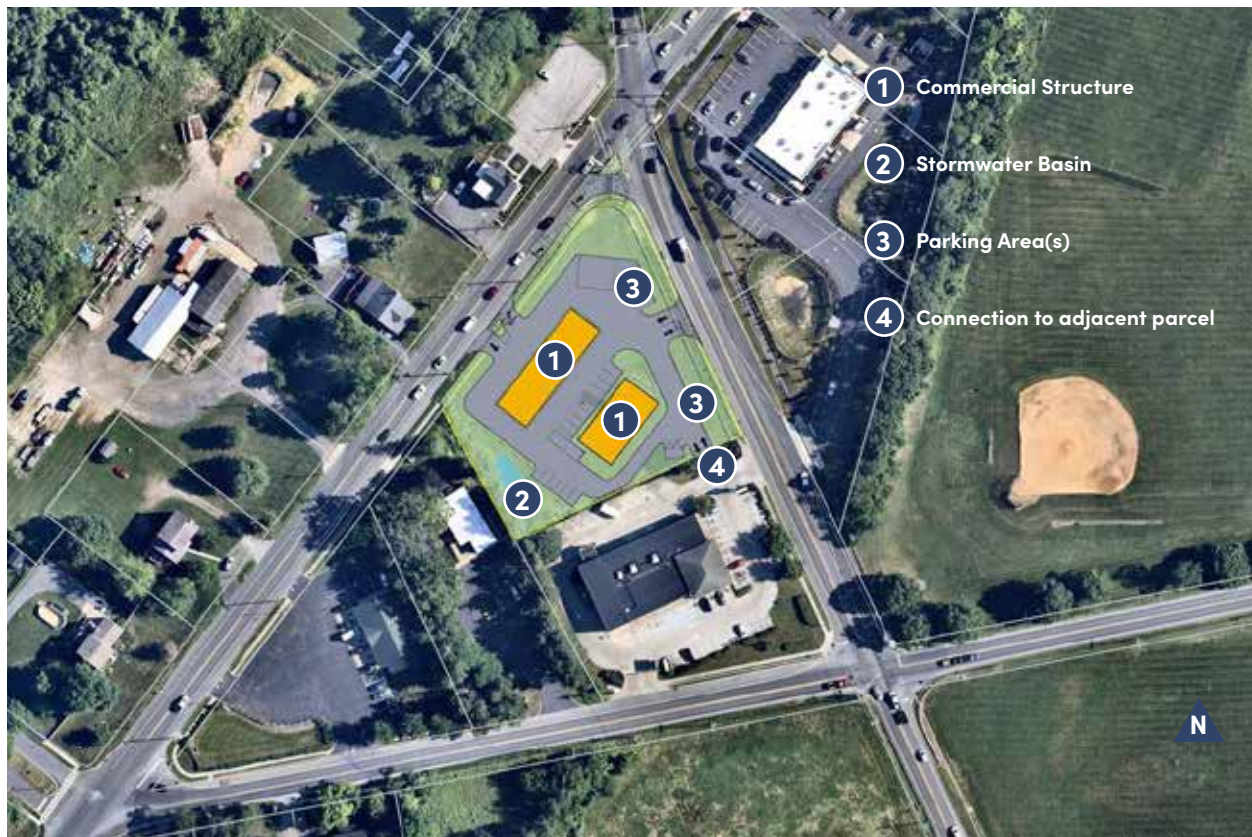 1 Commercial Structure
2 Stormwater Basin
3 Parking Area(s)
4 Connection to adjacent parcel
3
1
1
3
4
2
N